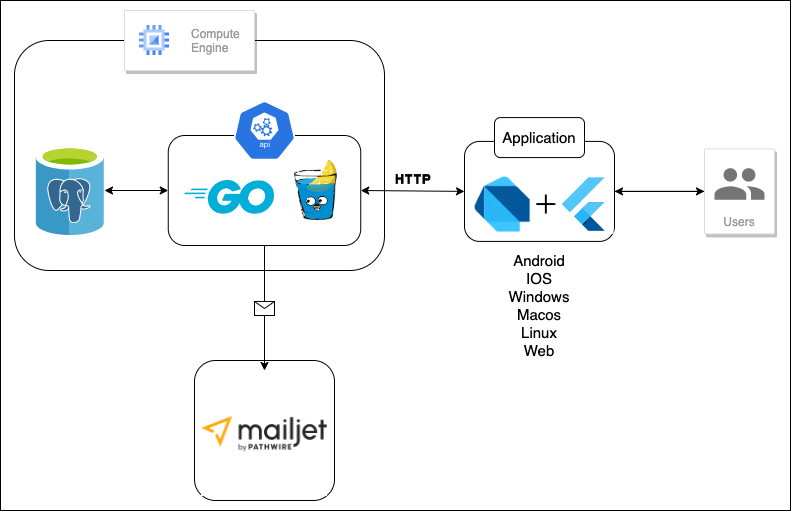 Compute
Engine
api
GO
HTTP
Application
Users
Android
IOS
Windows
Macos
Linux
Web
mailjet
by PATHWIRE